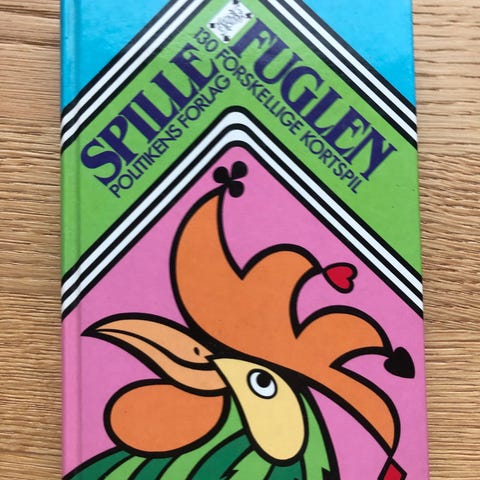 SPILLE FUGLEN
130 FORSKELLIGE KORTSPIL
POLITIKENS FORLAG